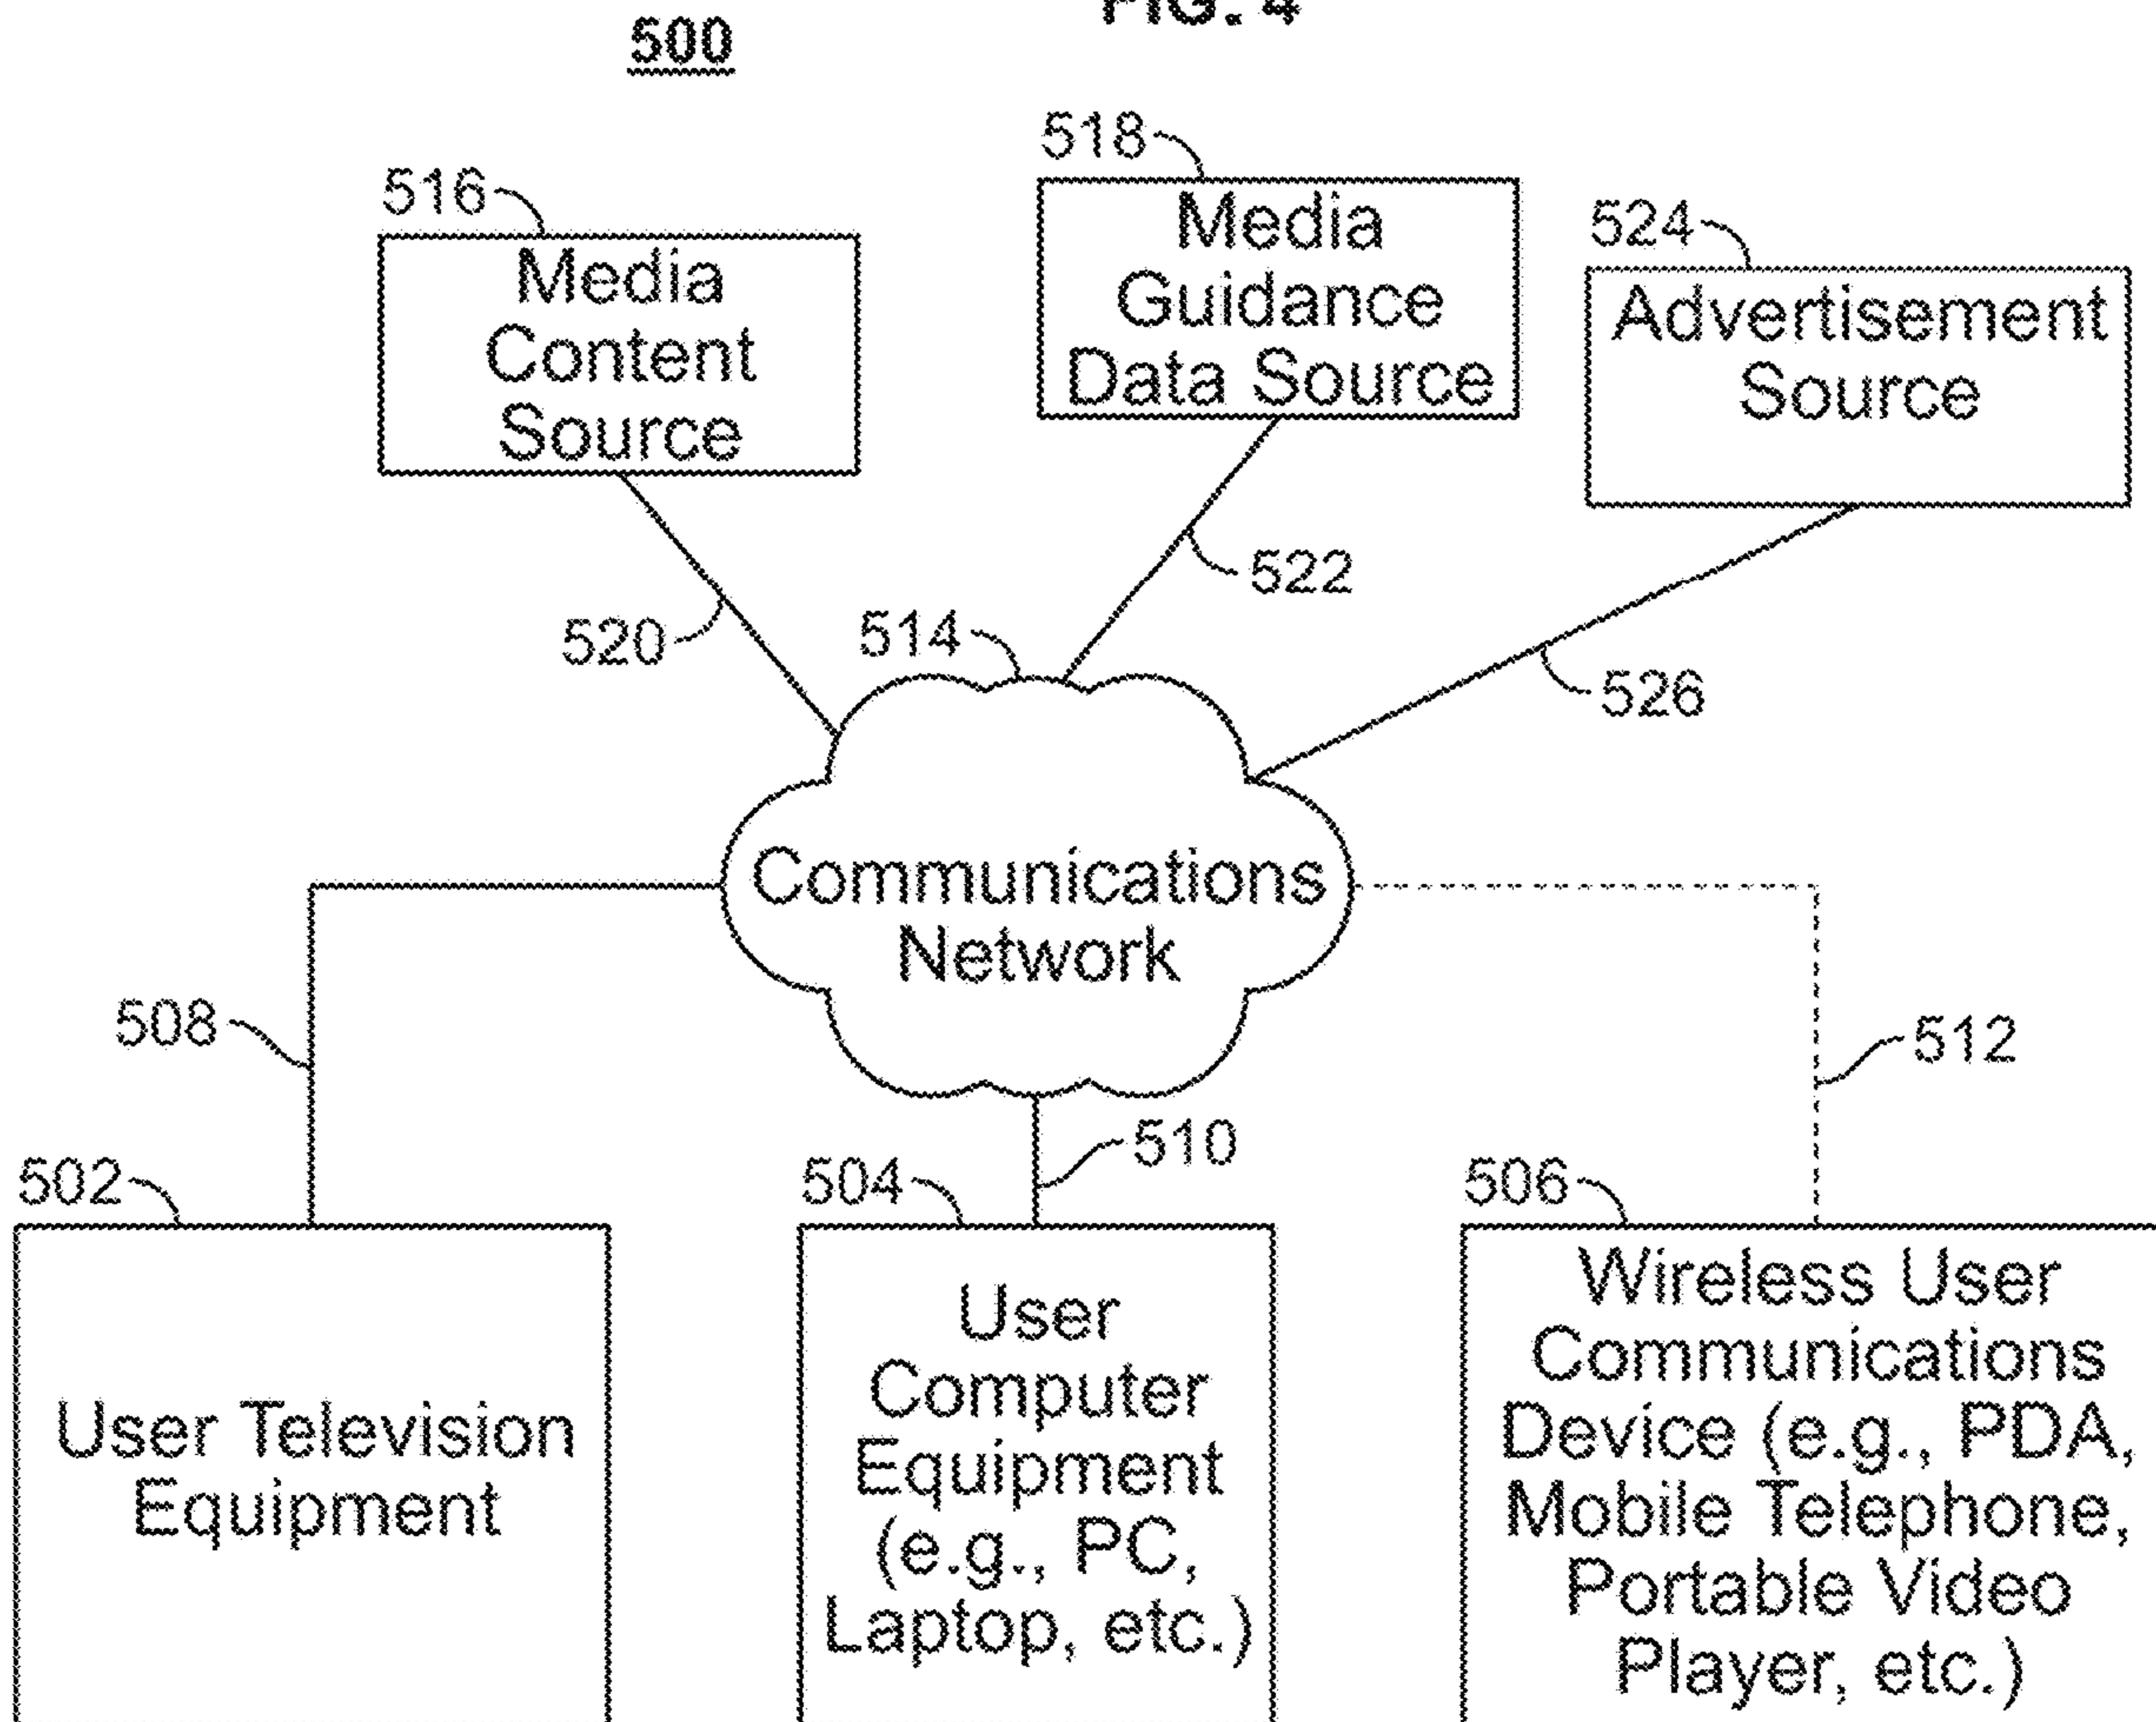 FIG. 4
500
516
Media
Content
Source
518
Media
Guidance
Data Source
524
Advertisement
Source
520
522
526
514
Communications
Network
508
510
512
502
User Television
Equipment
504
User
Computer
Equipment
(e.g., PC,
Laptop, etc.)
506
Wireless User
Communications
Device (e.g., PDA,
Mobile Telephone,
Portable Video
Player, etc.)